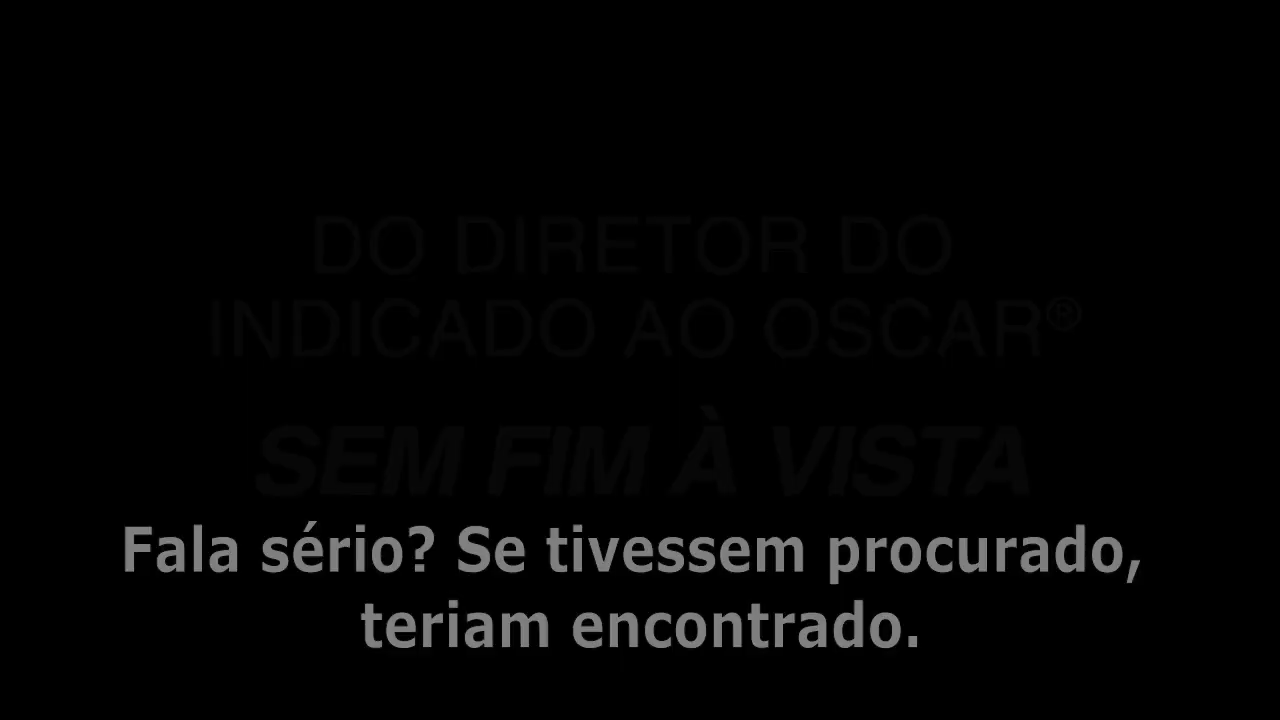 DO DIRETOR DO
INDICADO AO OSCAR®
SEM FIM À VISTA
Fala sério? Se tivessem procurado,
teriam encontrado.